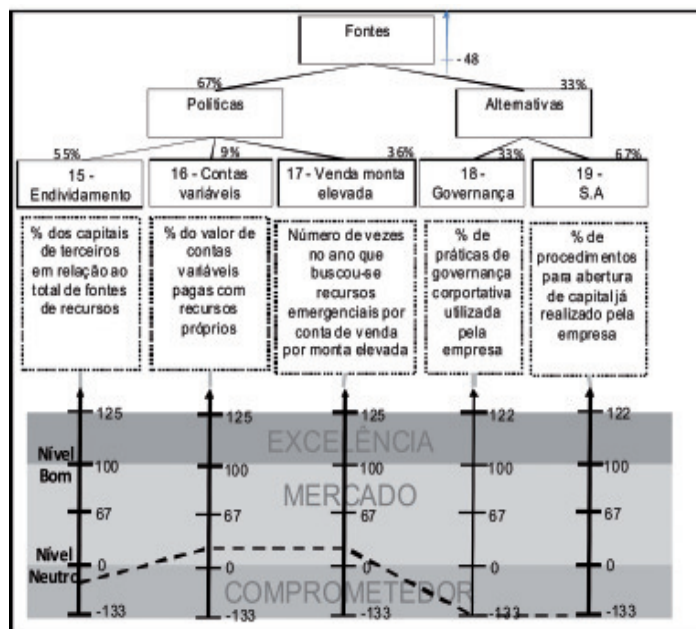 Fontes
- 48
67%
33%
Políticas
Alternativas
55%
9%
36%
33%
67%
15 -
Endividamento
16 - Contas
variáveis
17 - Venda monta
elevada
18 -
Governança
19 -
S.A
% dos capitais
de terceiros
em relação ao
total de fontes
de recursos
% do valor de
contas
variáveis
pagas com
recursos
próprios
Número de vezes
no ano que
buscou-se
recursos
emergenciais por
conta de venda
por monta elevada
% de
práticas de
governança
corportativa
utilizada
pela
empresa
% de
procedimentos
para abertura
de capital já
realizado pela
empresa
125
125
125
122
122
EXCELÊNCIA
Nível
Bom
100
100
100
100
100
MERCADO
67
67
67
67
67
Nível
Neutro
0
0
0
0
0
COMPROMETEDOR
-133
-133
-133
-133
-133